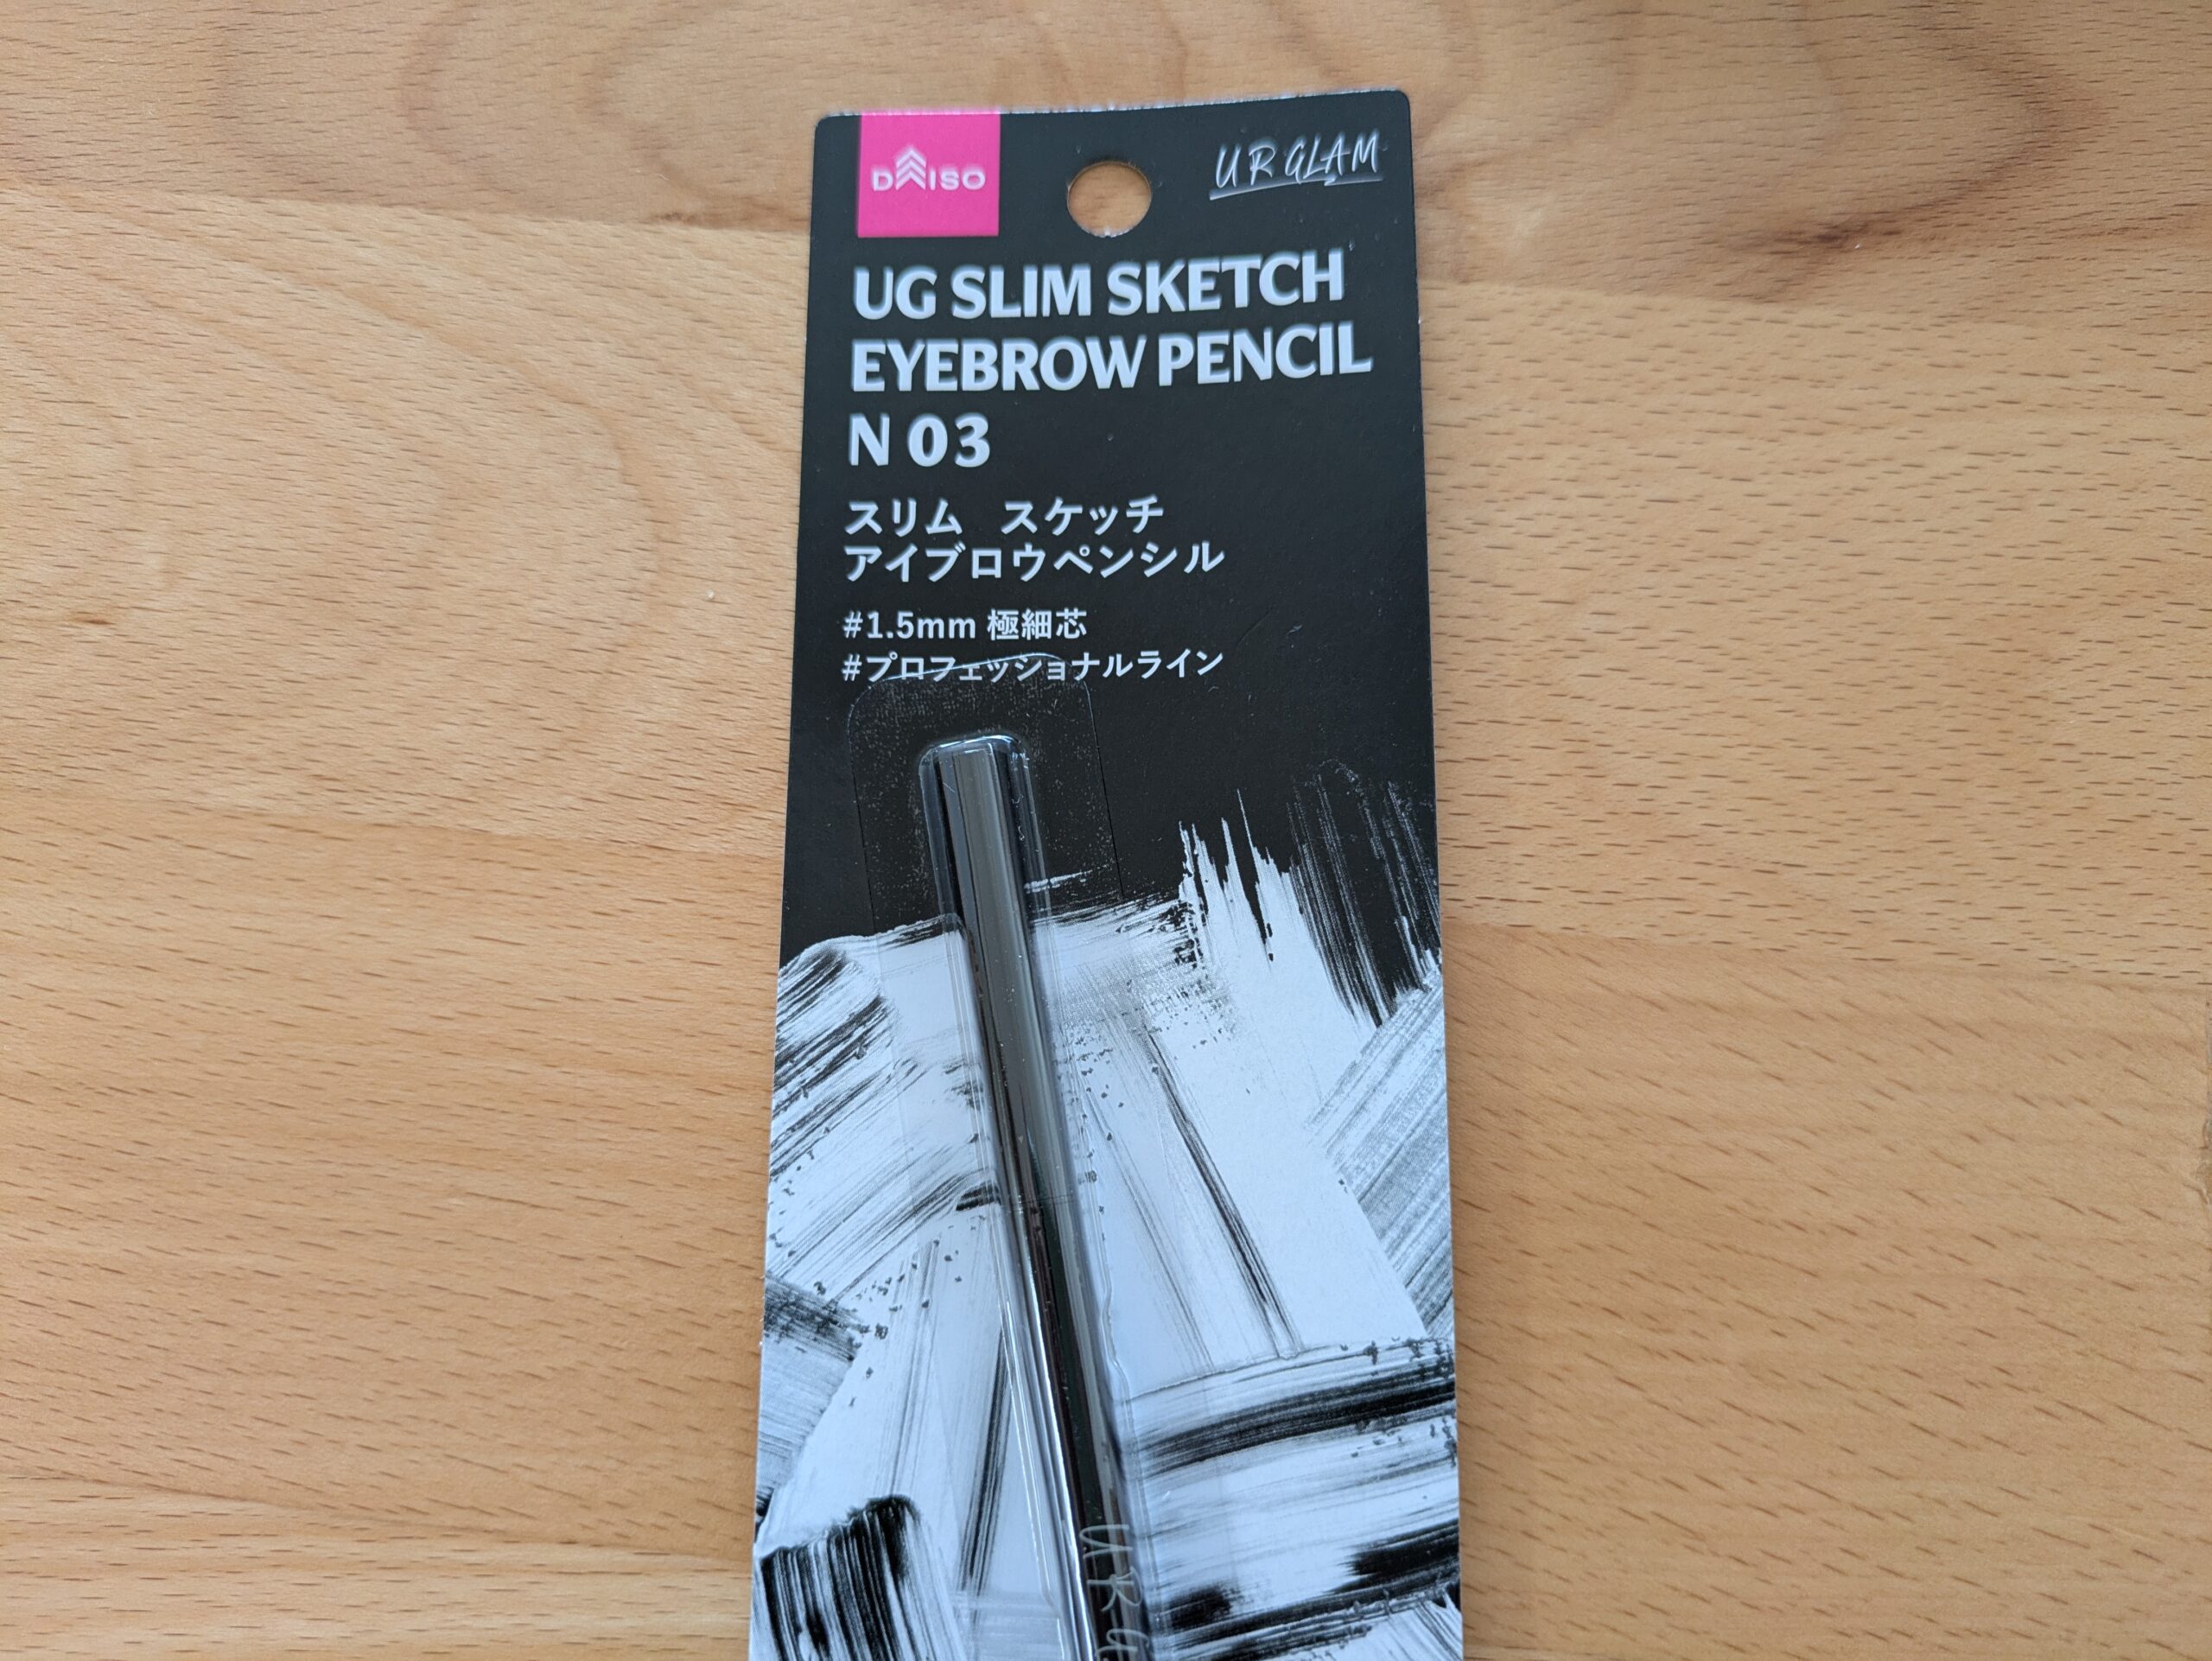 DAISO
UR GLAM
UG SLIM SKETCH
EYEBROW PENCIL
N 03
スリム　スケッチ
アイブロウペンシル
#1.5mm 極細芯
#プロフェッショナルライン
UR G